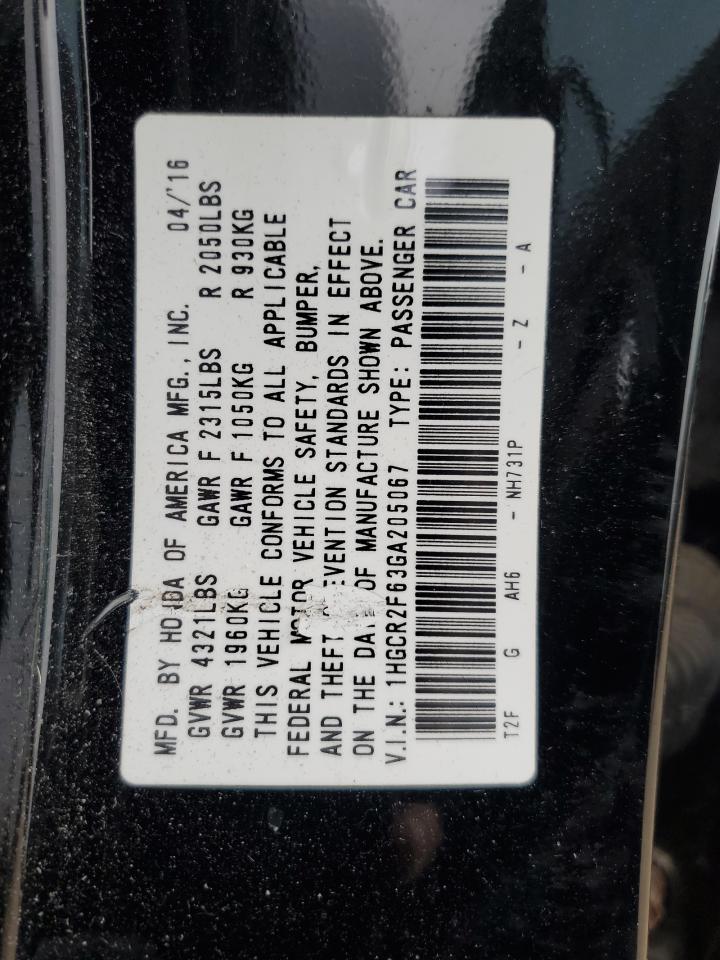 MFD. BY HONDA OF AMERICA MFG., INC. 04/'16
GVWR 4321LBS GAWR F 2315LBS R 2050LBS
GVWR 1960KG GAWR F 1050KG R 930KG
THIS VEHICLE CONFORMS TO ALL APPLICABLE
FEDERAL MOTOR VEHICLE SAFETY, BUMPER,
AND THEFT PREVENTION STANDARDS IN EFFECT
ON THE DATE OF MANUFACTURE SHOWN ABOVE.
V.I.N.: 1HGCR2F63GA205067 TYPE: PASSENGER CAR
T2F G AH6 - NH731P - Z - A